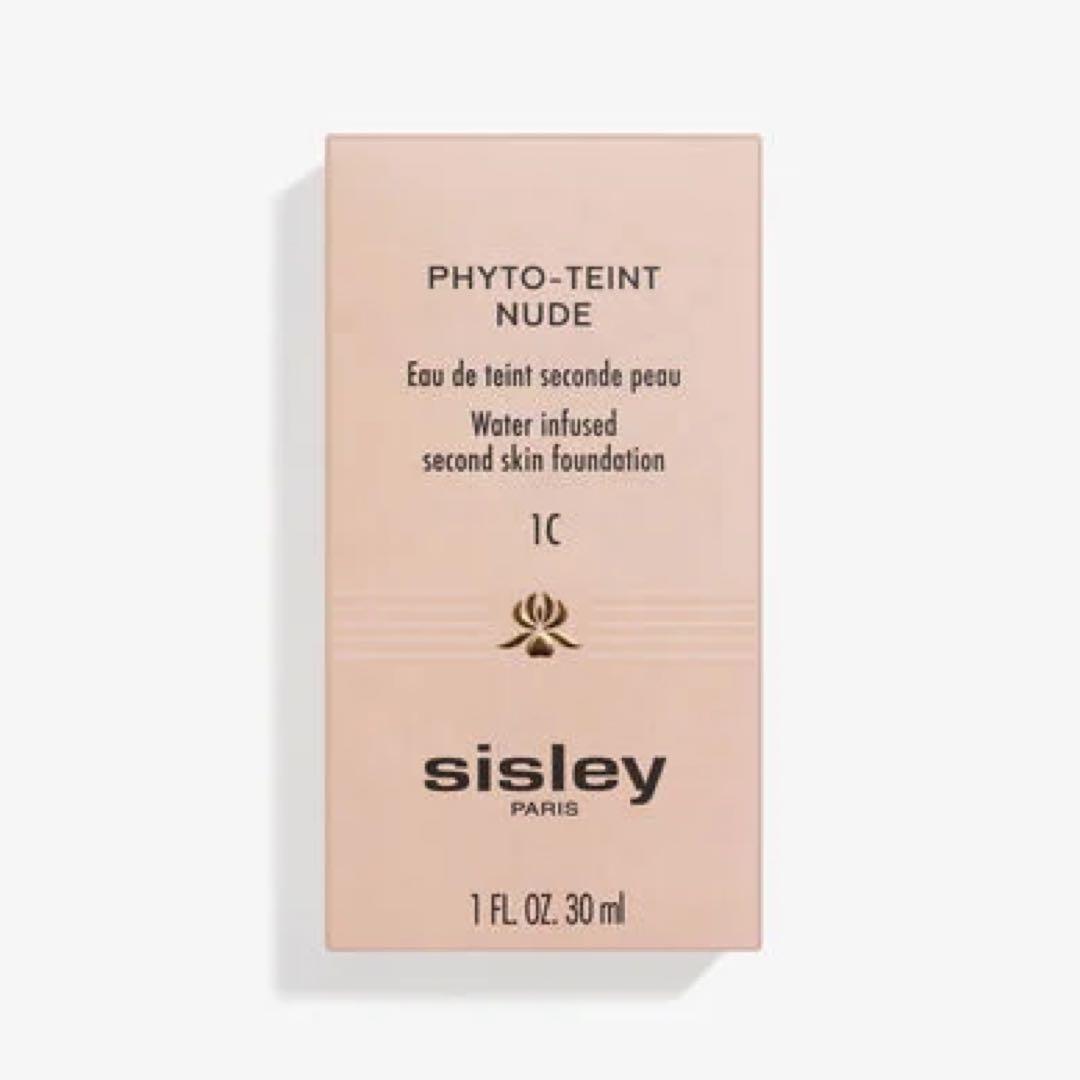 PHYTO-TEINT
NUDE
Eau de teint seconde peau
Water infused
second skin foundation
1C
sisley
PARIS
1 FL. OZ. 30 ml